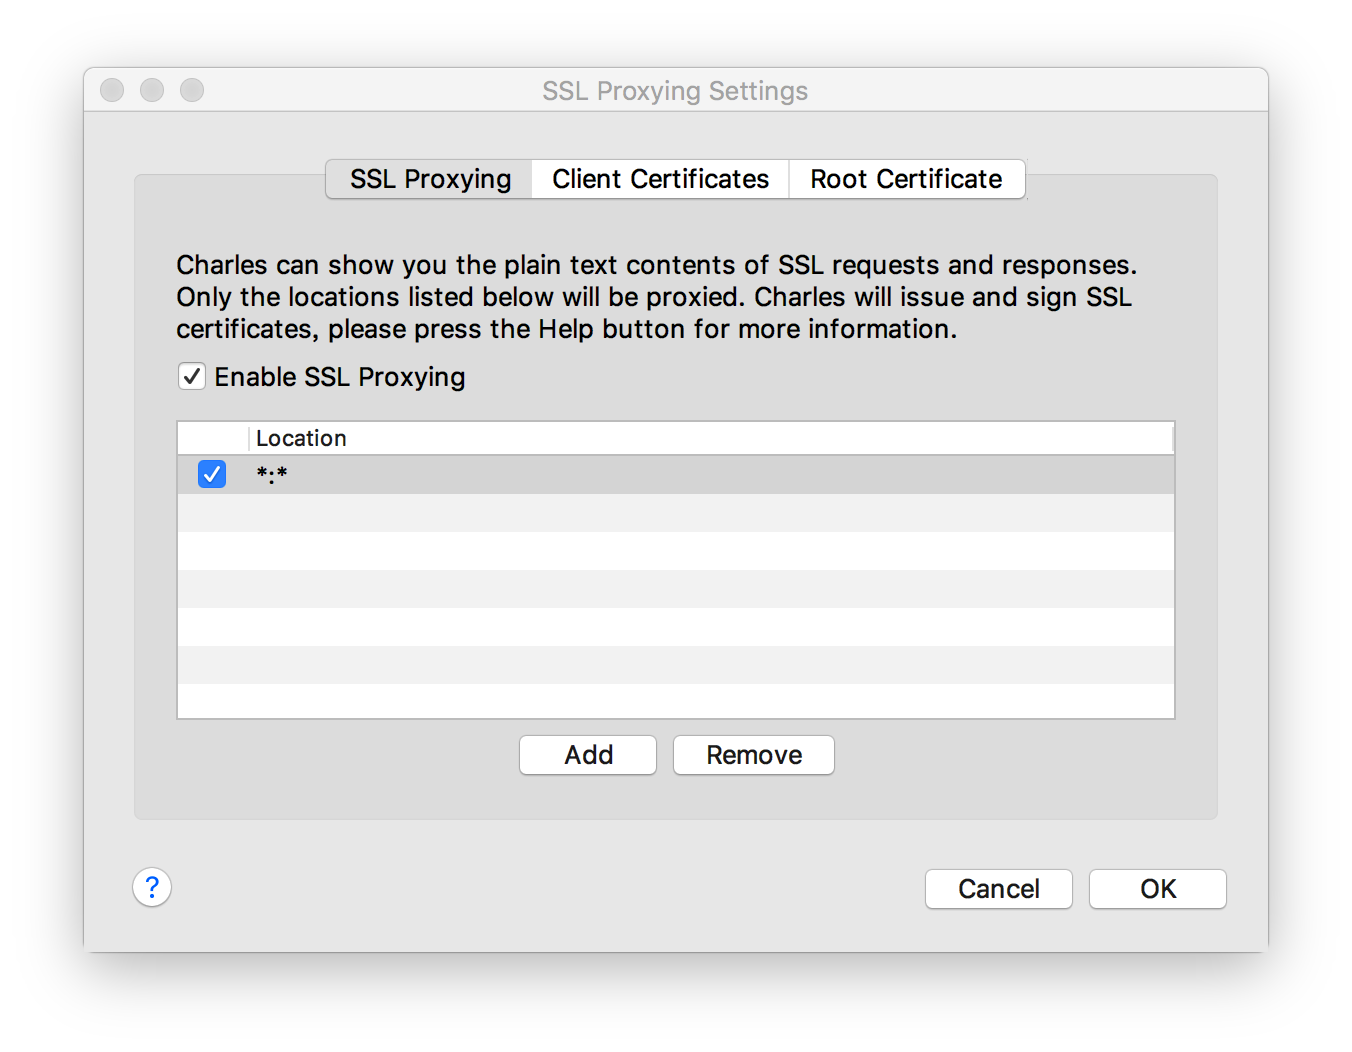 SSL Proxying Settings
SSL Proxying Client Certificates Root Certificate
Charles can show you the plain text contents of SSL requests and responses.
Only the locations listed below will be proxied. Charles will issue and sign SSL
certificates, please press the Help button for more information.
Enable SSL Proxying
Location
*:*
Add Remove
? Cancel OK